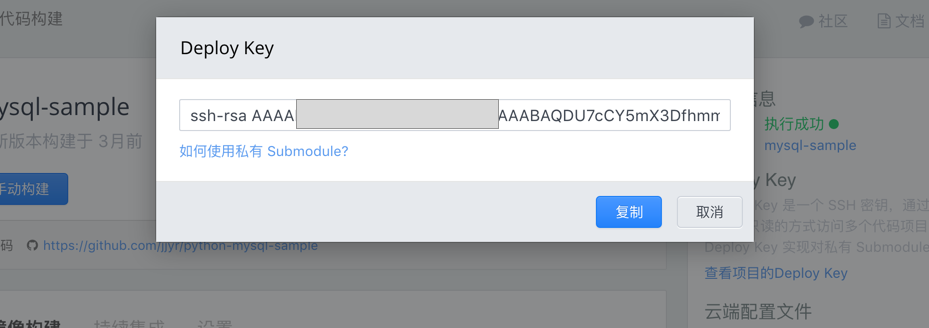 代码构建
社区
文档
Deploy Key
ssh-rsa AAAA AAABAQDU7cCY5mX3Dfhmm
如何使用私有 Submodule?
复制
取消
ysql-sample
新版本构建于 3月前
手动构建
码 https://github.com/jjyr/python-mysql-sample
镜像构建
持续集成
设置
信息
执行成功
mysql-sample
y Key
Key 是一个 SSH 密钥，通过
只读的方式访问多个代码项目
Deploy Key 实现对私有 Submodule
查看项目的Deploy Key
云端配置文件